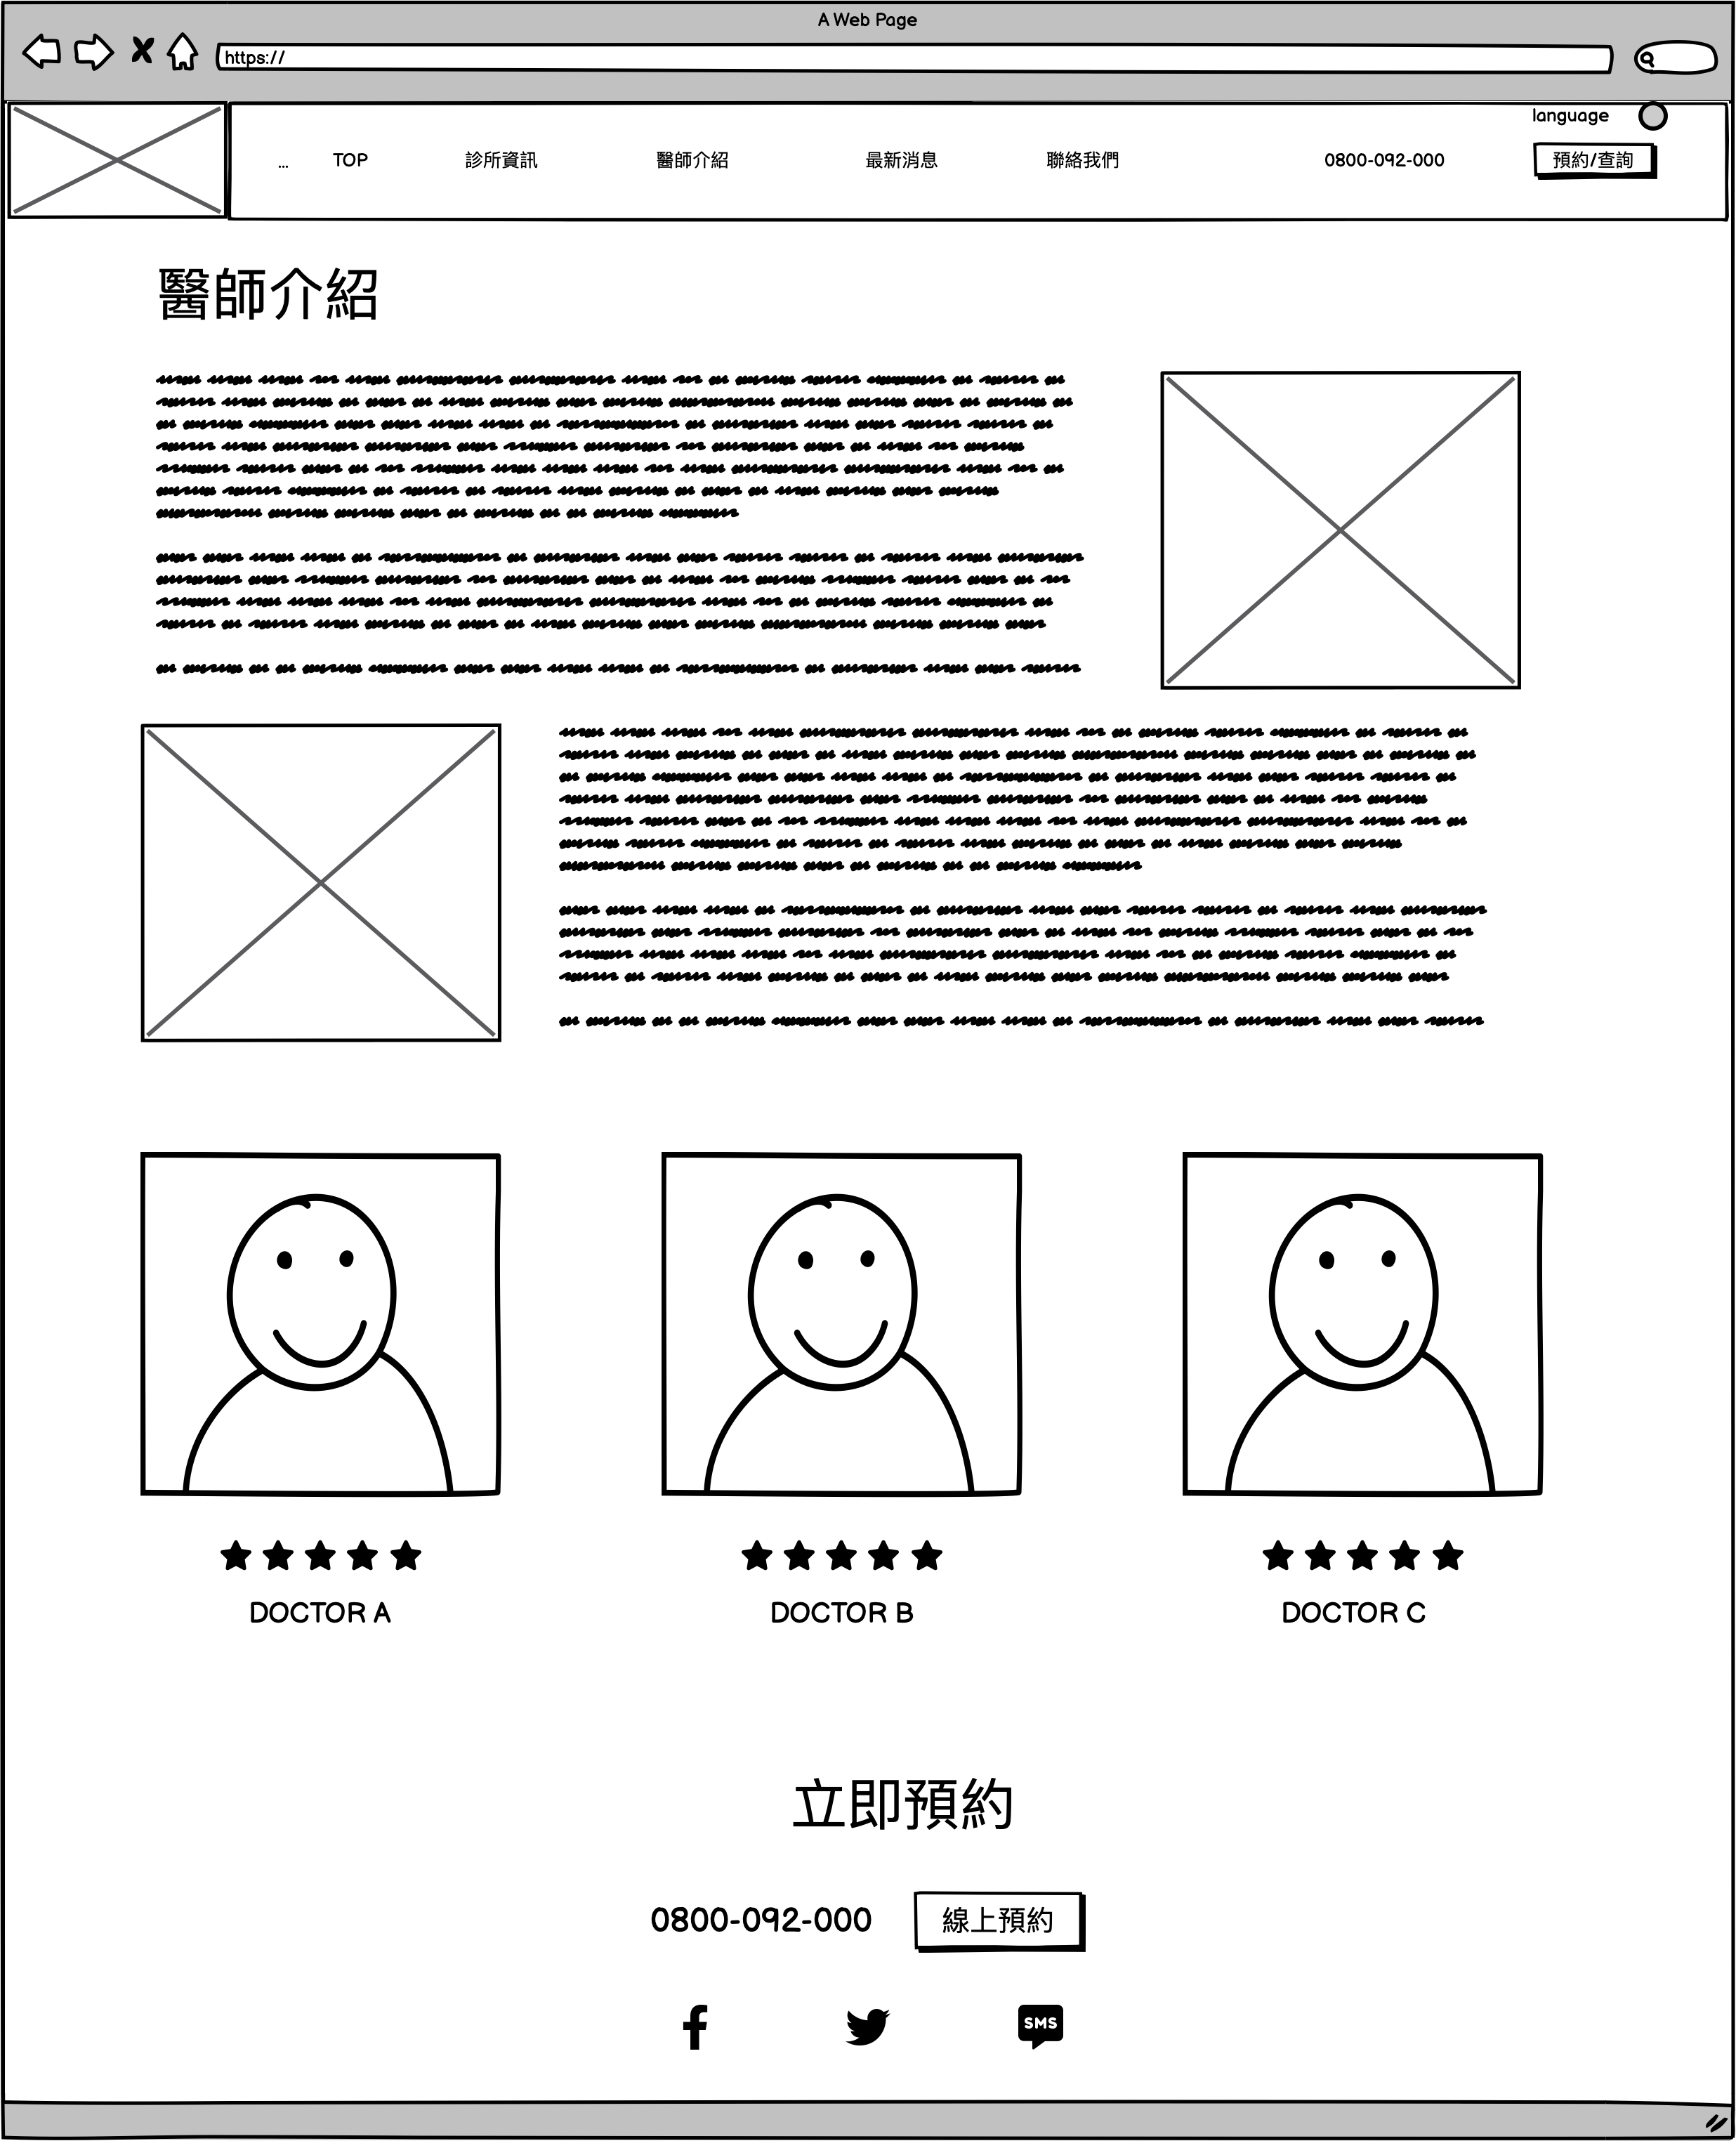 A Web Page
https://
language
... TOP 診所資訊 醫師介紹 最新消息 聯絡我們 0800-092-000 預約/查詢
醫師介紹
DOCTOR A DOCTOR B DOCTOR C
立即預約
0800-092-000 線上預約
SMS